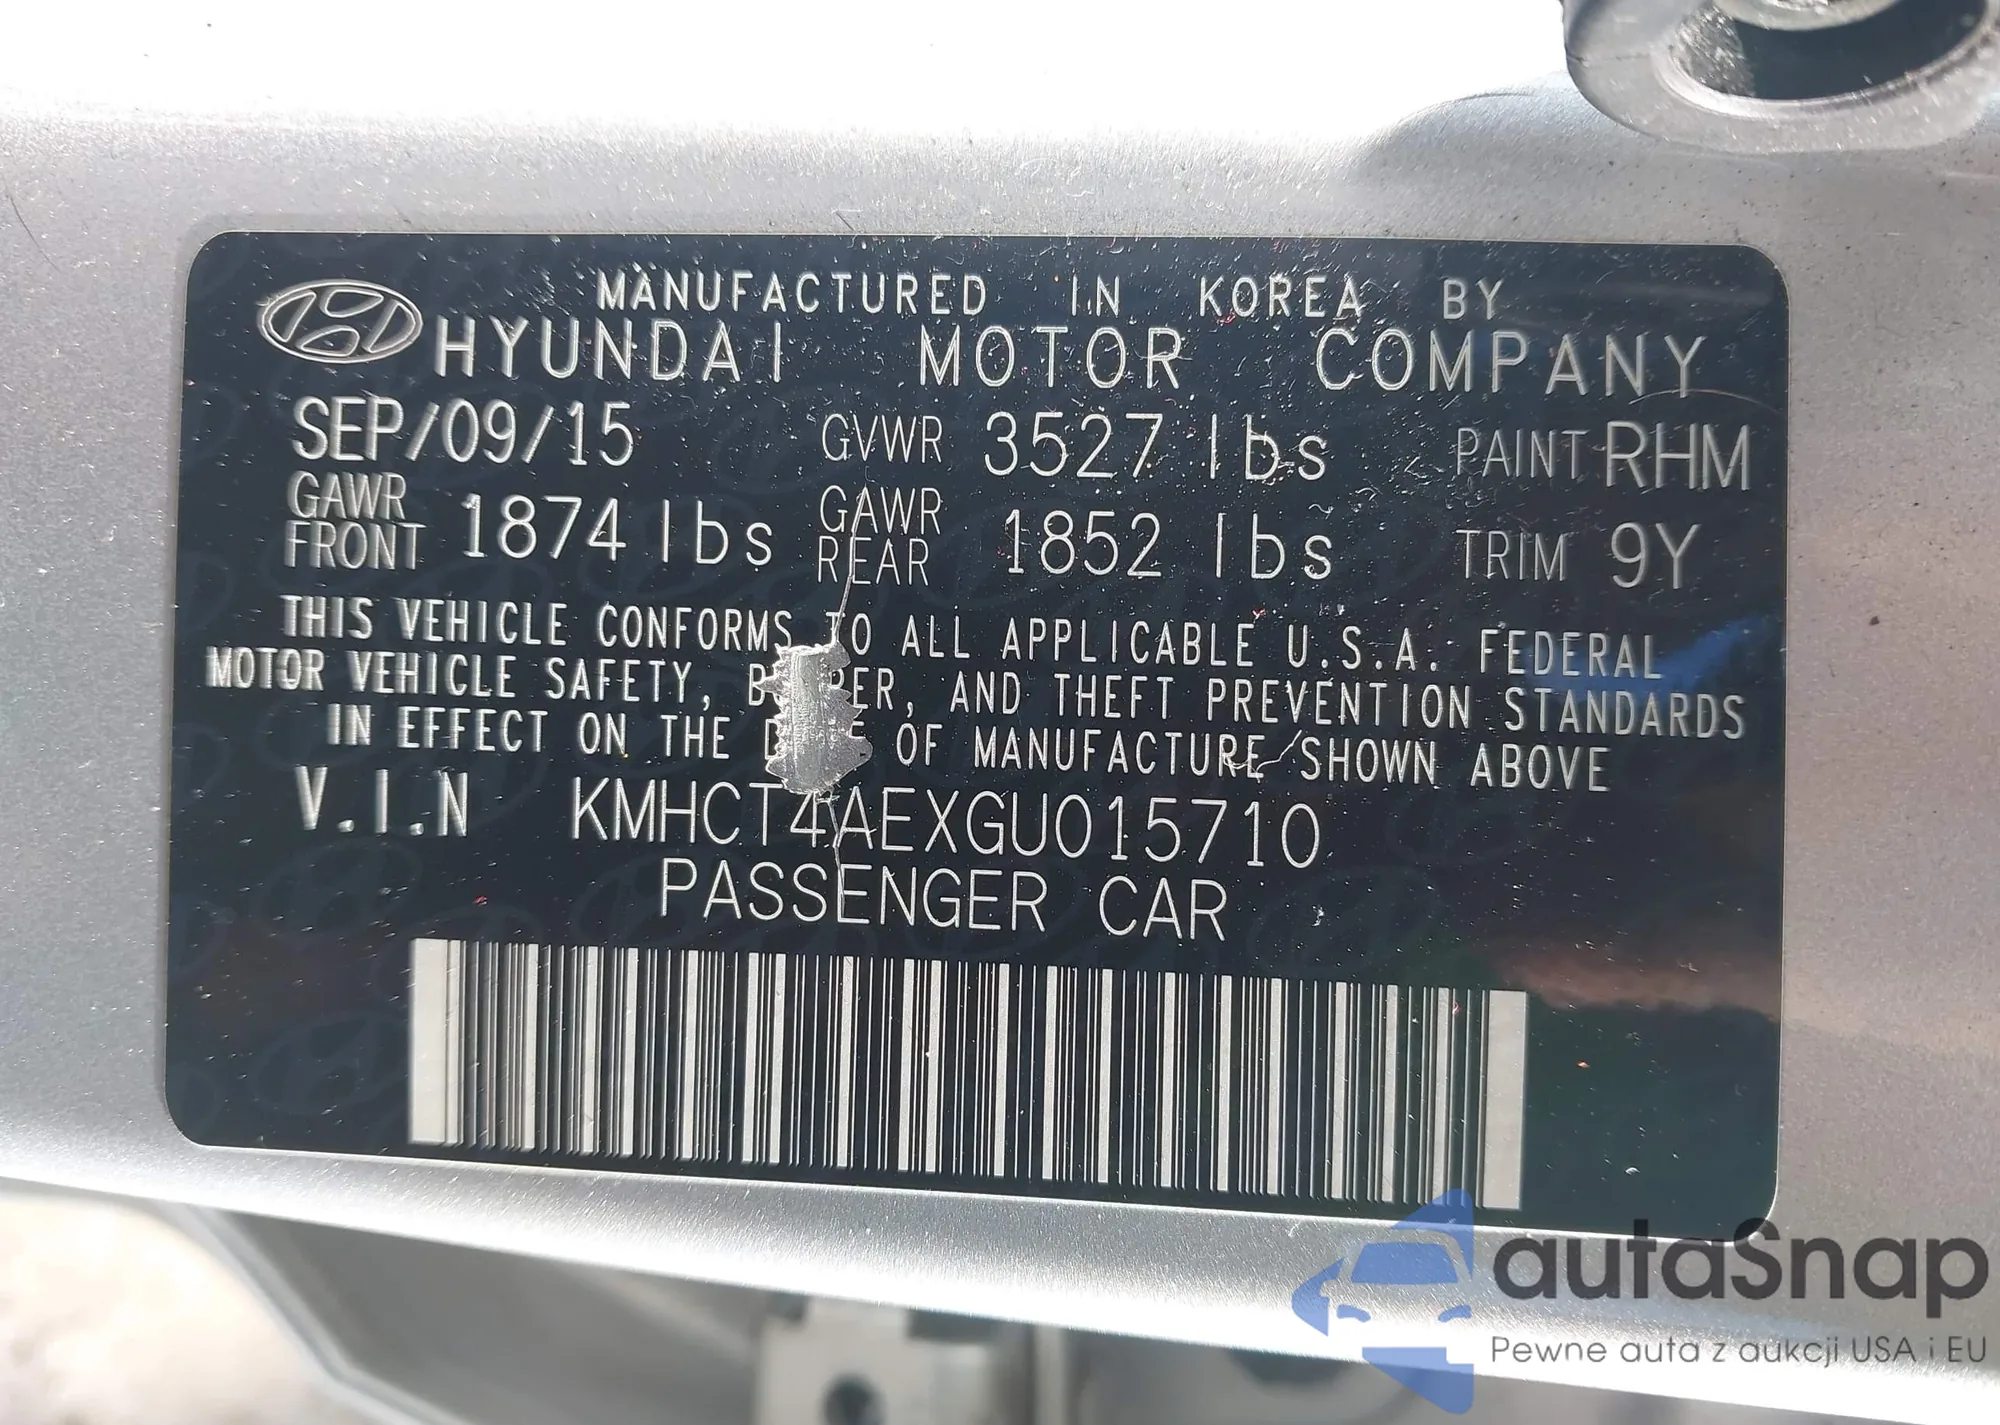 MANUFACTURED IN KOREA BY
HYUNDAI MOTOR COMPANY
SEP/09/15 GVWR 3527 lbs PAINT RHM
GAWR FRONT 1874 lbs GAWR REAR 1852 lbs TRIM 9Y
THIS VEHICLE CONFORMS TO ALL APPLICABLE U.S.A. FEDERAL
MOTOR VEHICLE SAFETY, AND THEFT PREVENTION STANDARDS
IN EFFECT ON THE OF MANUFACTURE SHOWN ABOVE
V.I.N KMHCT4AEXGU015710
PASSENGER CAR
autaSnap
Pewne auta z aukcji USA i EU